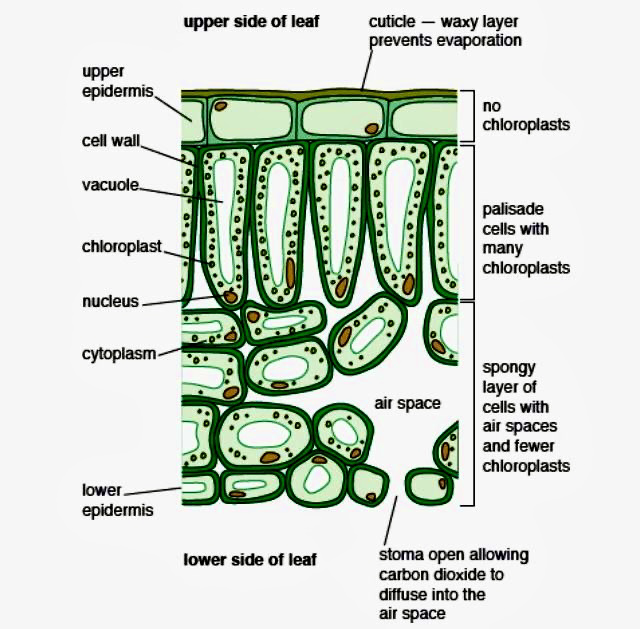 upper side of leaf
cuticle — waxy layer
prevents evaporation
upper
epidermis
no
chloroplasts
cell wall
vacuole
palisade
cells with
many
chloroplasts
chloroplast
nucleus
cytoplasm
spongy
layer of
cells with
air spaces
and fewer
chloroplasts
air space
lower
epidermis
lower side of leaf
stoma open allowing
carbon dioxide to
diffuse into the
air space